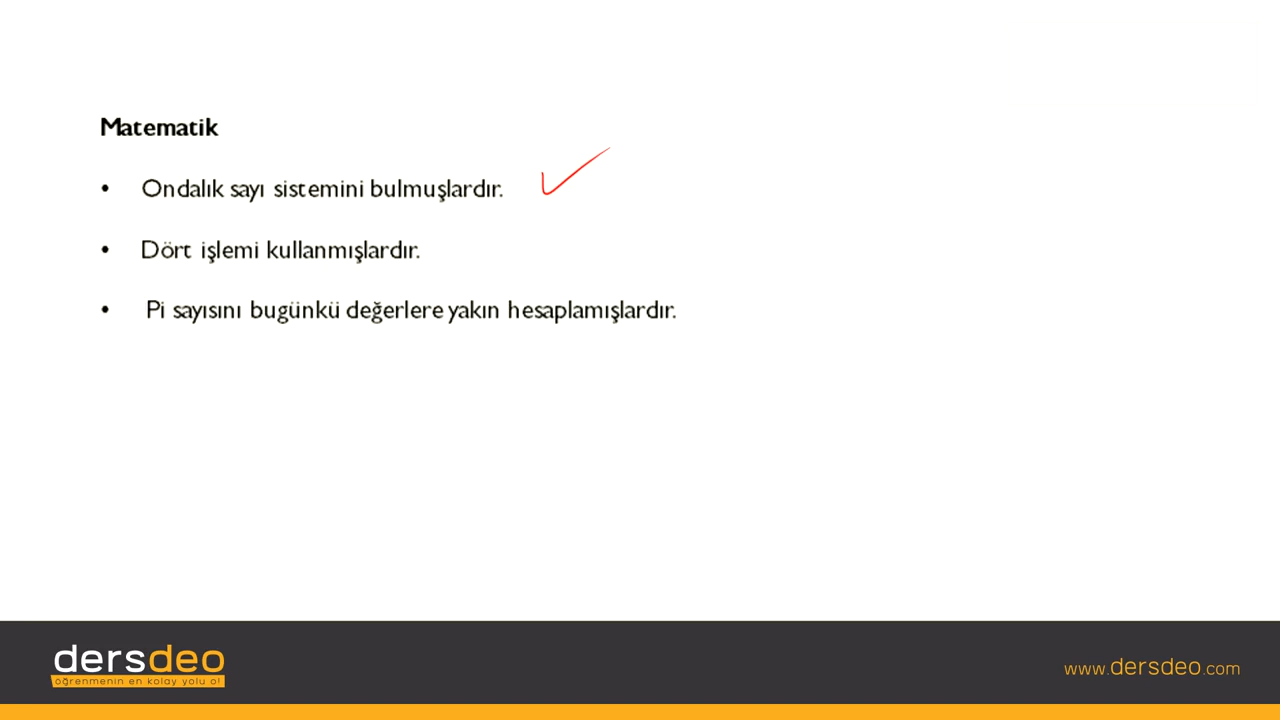 Matematik
• Ondalık sayı sistemini bulmuşlardır.
• Dört işlemi kullanmışlardır.
• Pi sayısını bugünkü değerlere yakın hesaplamışlardır.
dersdeo
öğrenmenin en kolay yolu o!
www.dersdeo.com